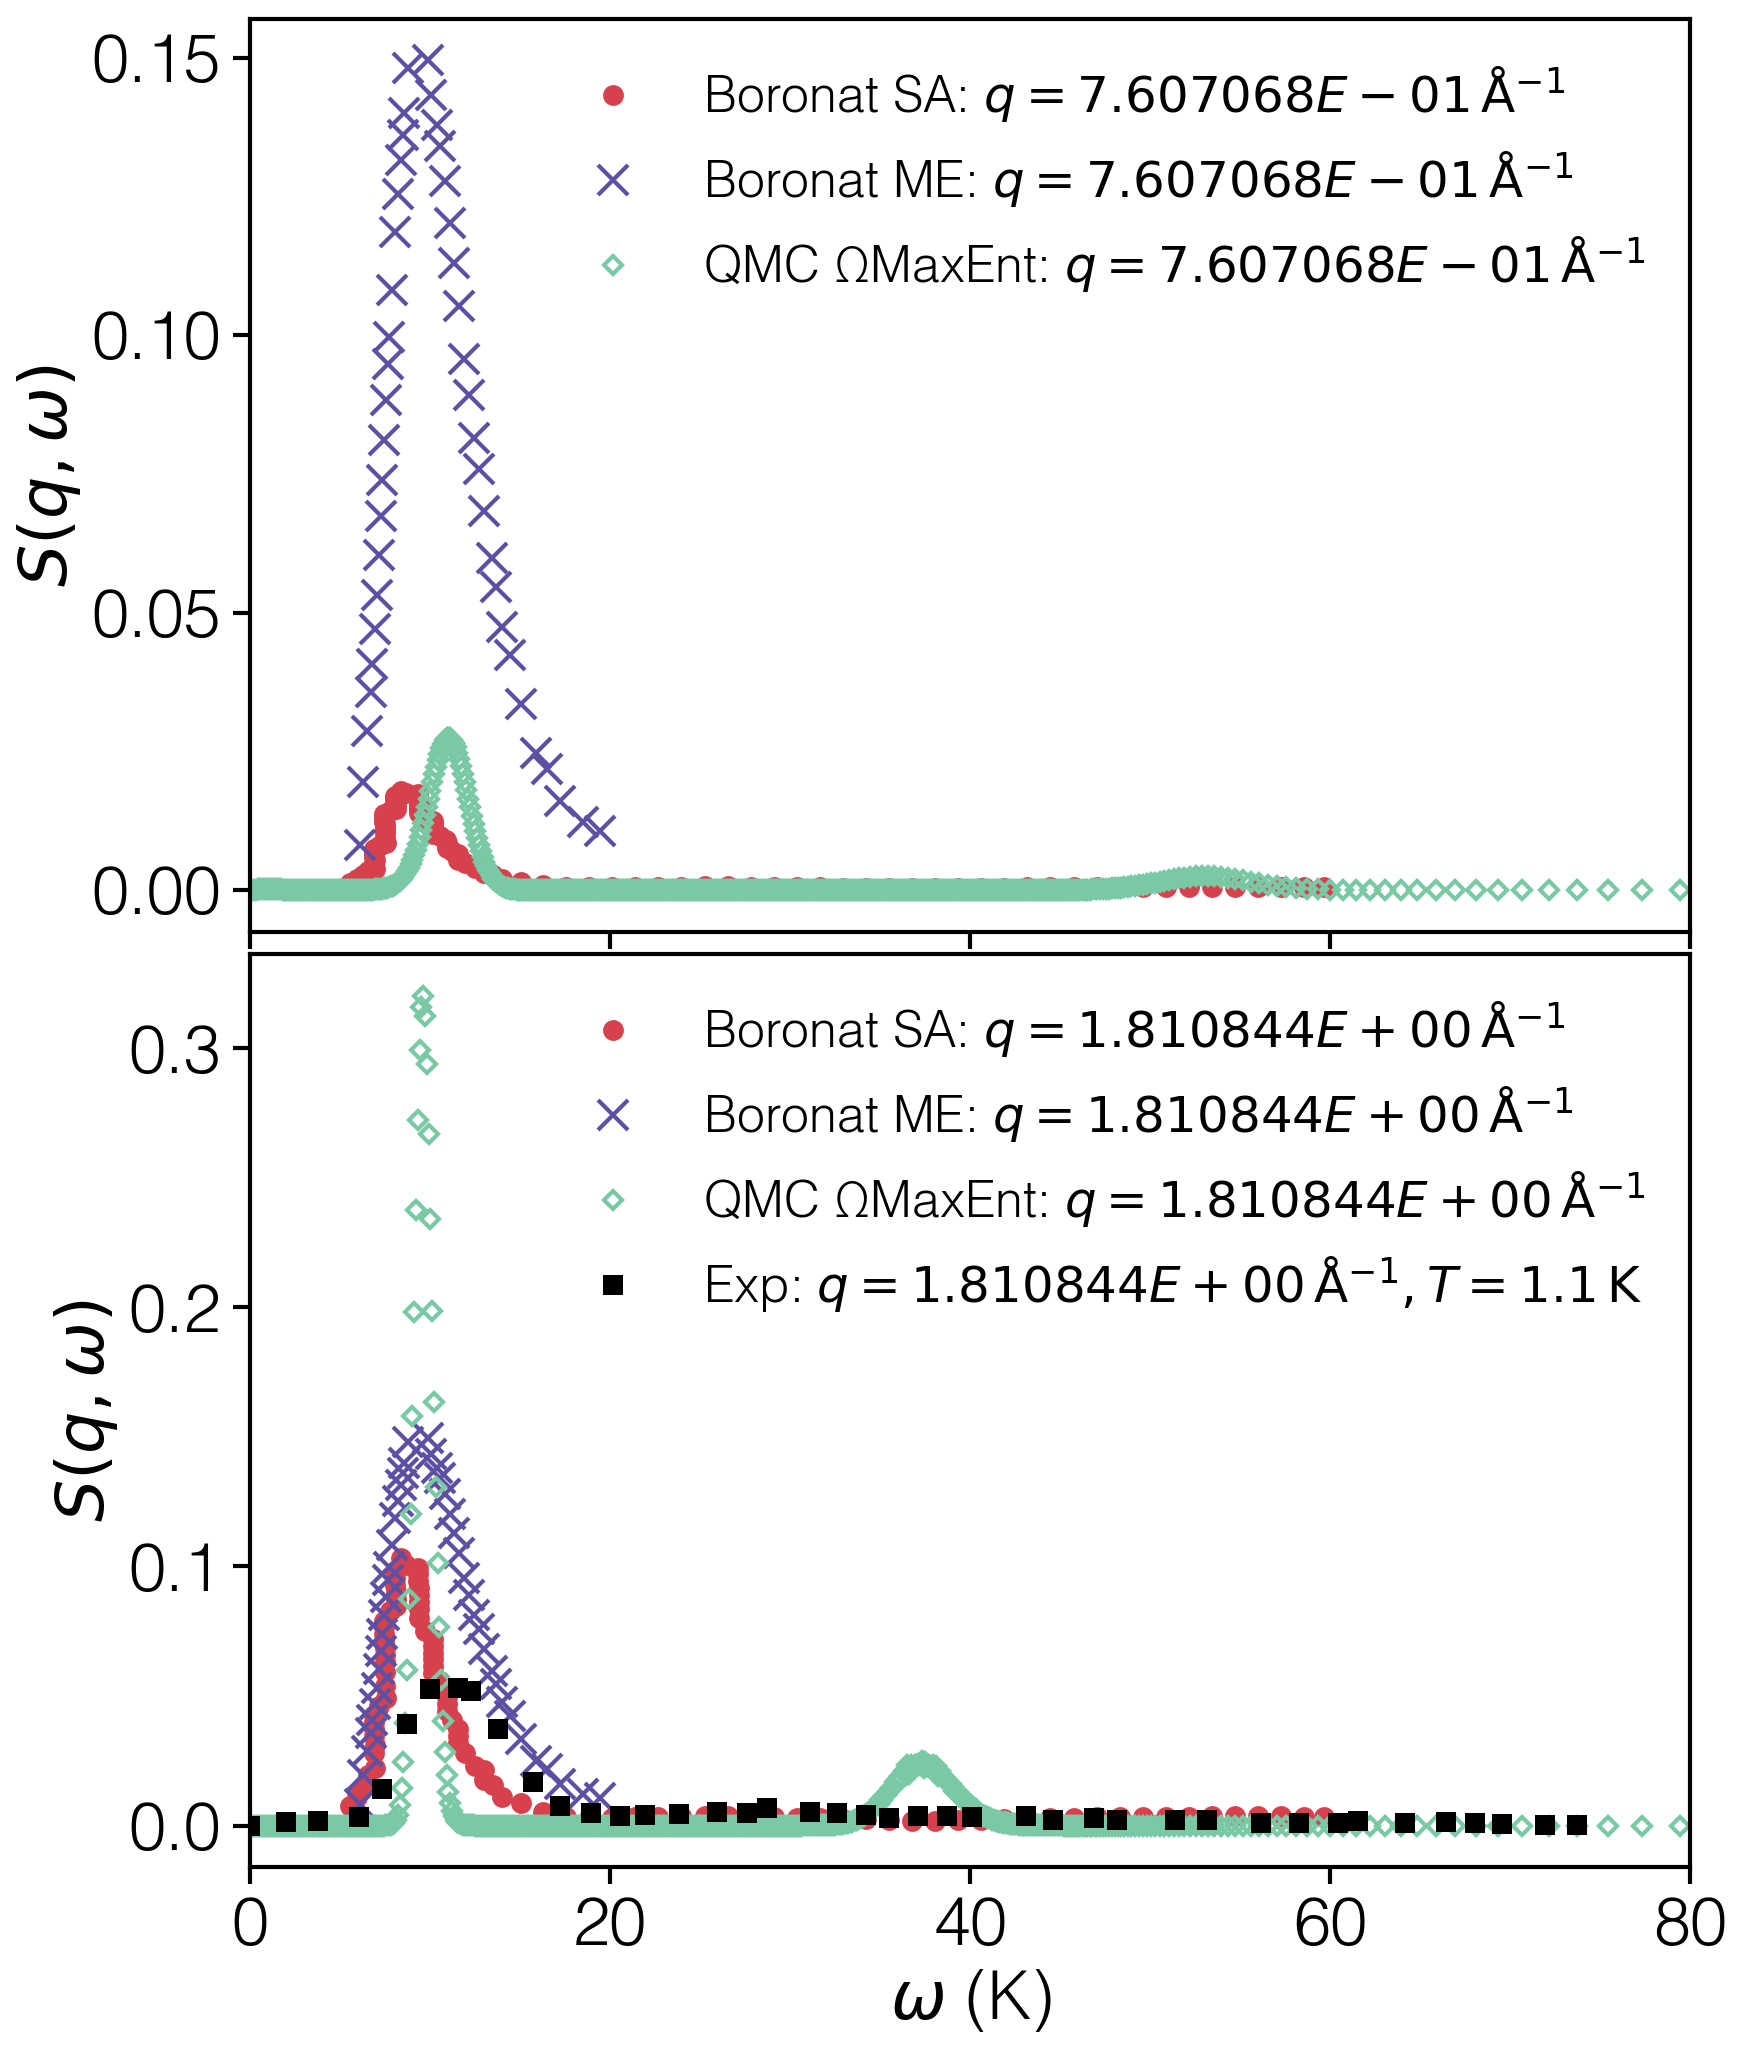 0.15
0.10
0.05
0.00
S(q, ω)
Boronat SA: q = 7.607068E − 01 Å⁻¹
Boronat ME: q = 7.607068E − 01 Å⁻¹
QMC ΩMaxEnt: q = 7.607068E − 01 Å⁻¹
0.3
0.2
0.1
0.0
S(q, ω)
Boronat SA: q = 1.810844E + 00 Å⁻¹
Boronat ME: q = 1.810844E + 00 Å⁻¹
QMC ΩMaxEnt: q = 1.810844E + 00 Å⁻¹
Exp: q = 1.810844E + 00 Å⁻¹, T = 1.1 K
0 20 40 60 80
ω (K)